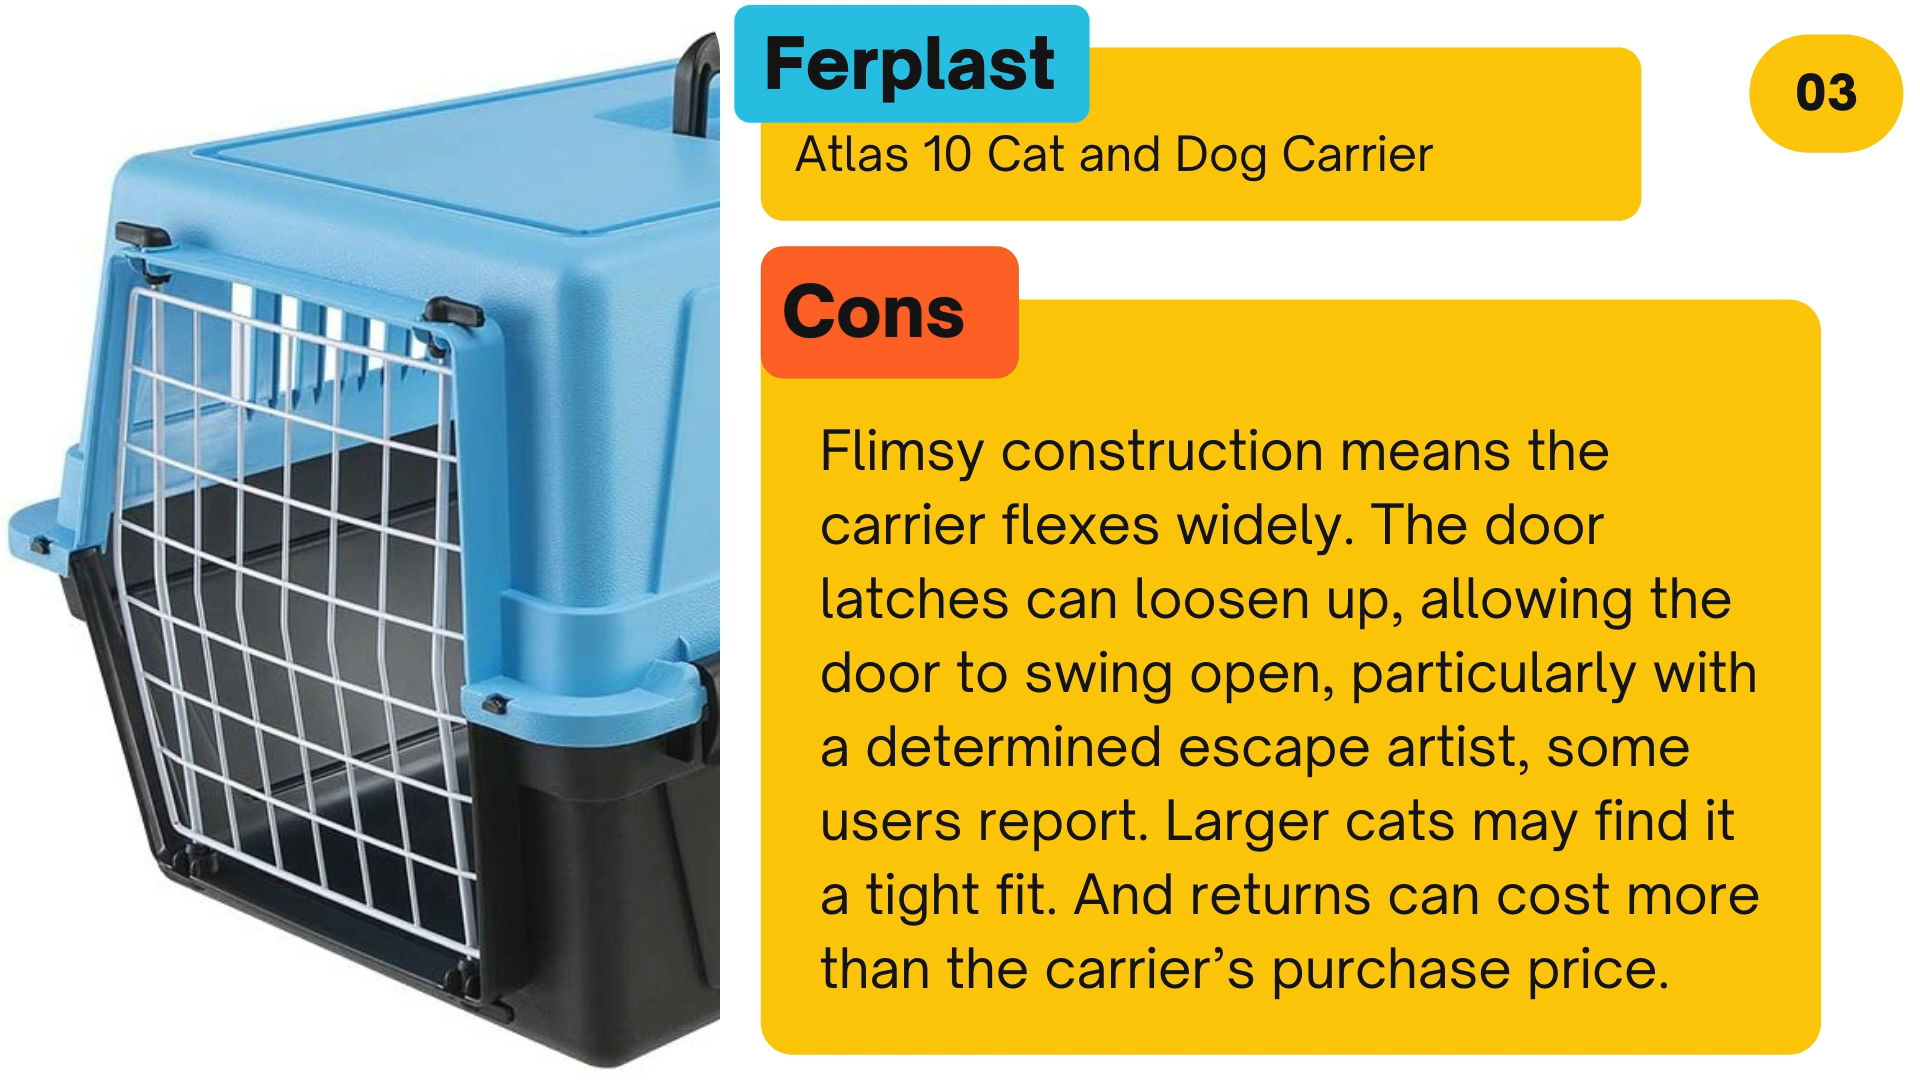 Ferplast
Atlas 10 Cat and Dog Carrier
03
Cons
Flimsy construction means the
carrier flexes widely. The door
latches can loosen up, allowing the
door to swing open, particularly with
a determined escape artist, some
users report. Larger cats may find it
a tight fit. And returns can cost more
than the carrier’s purchase price.